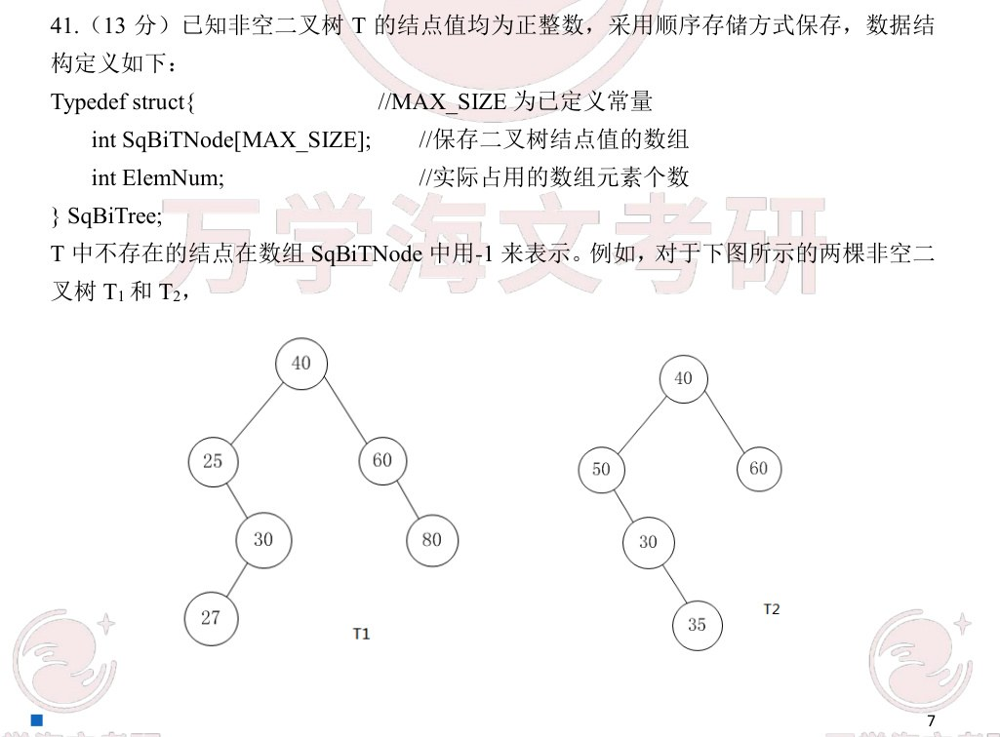 41.（13 分）已知非空二叉树 T 的结点值均为正整数，采用顺序存储方式保存，数据结
构定义如下：
Typedef struct{ //MAX_SIZE 为已定义常量
int SqBiTNode[MAX_SIZE]; //保存二叉树结点值的数组
int ElemNum; //实际占用的数组元素个数
} SqBiTree;
万学海文考研
T 中不存在的结点在数组 SqBiTNode 中用-1 来表示。例如，对于下图所示的两棵非空二
叉树 T1 和 T2，
40
25
60
30
80
27
T1
40
50
60
30
35
T2
7